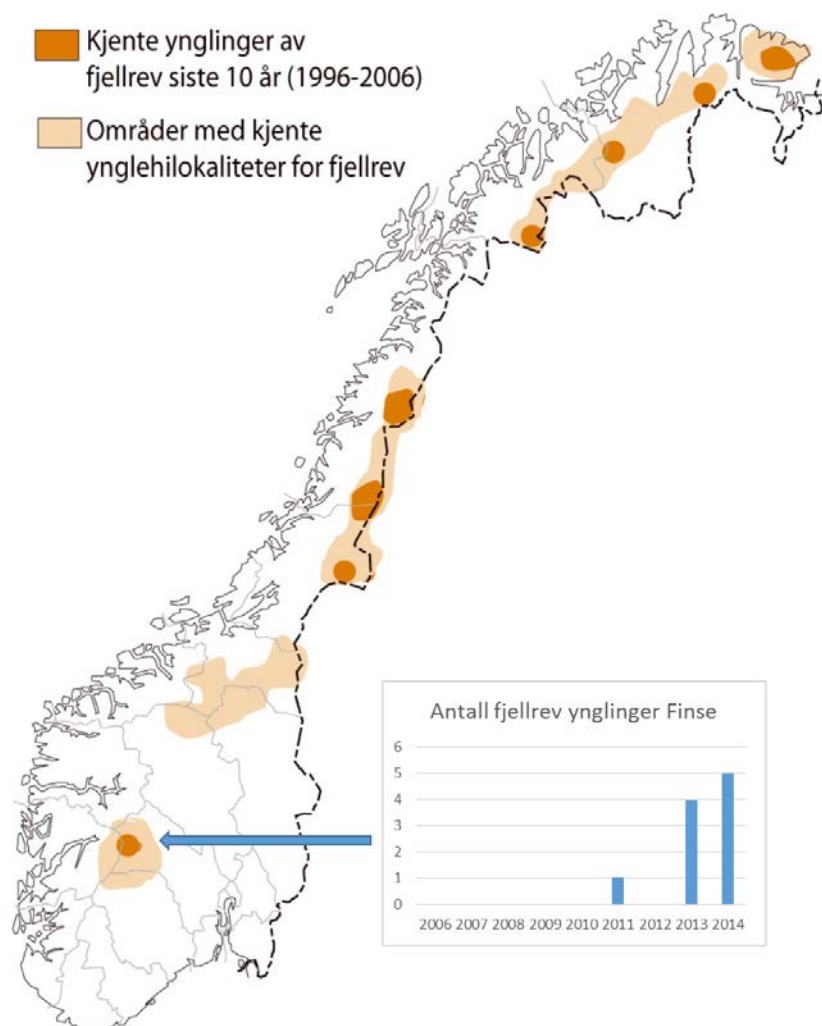 Kjente ynglinger av
fjellrev siste 10 år (1996-2006)
Områder med kjente
ynglehilokaliteter for fjellrev
Antall fjellrev ynglinger Finse
6
5
4
3
2
1
0
2006 2007 2008 2009 2010 2011 2012 2013 2014